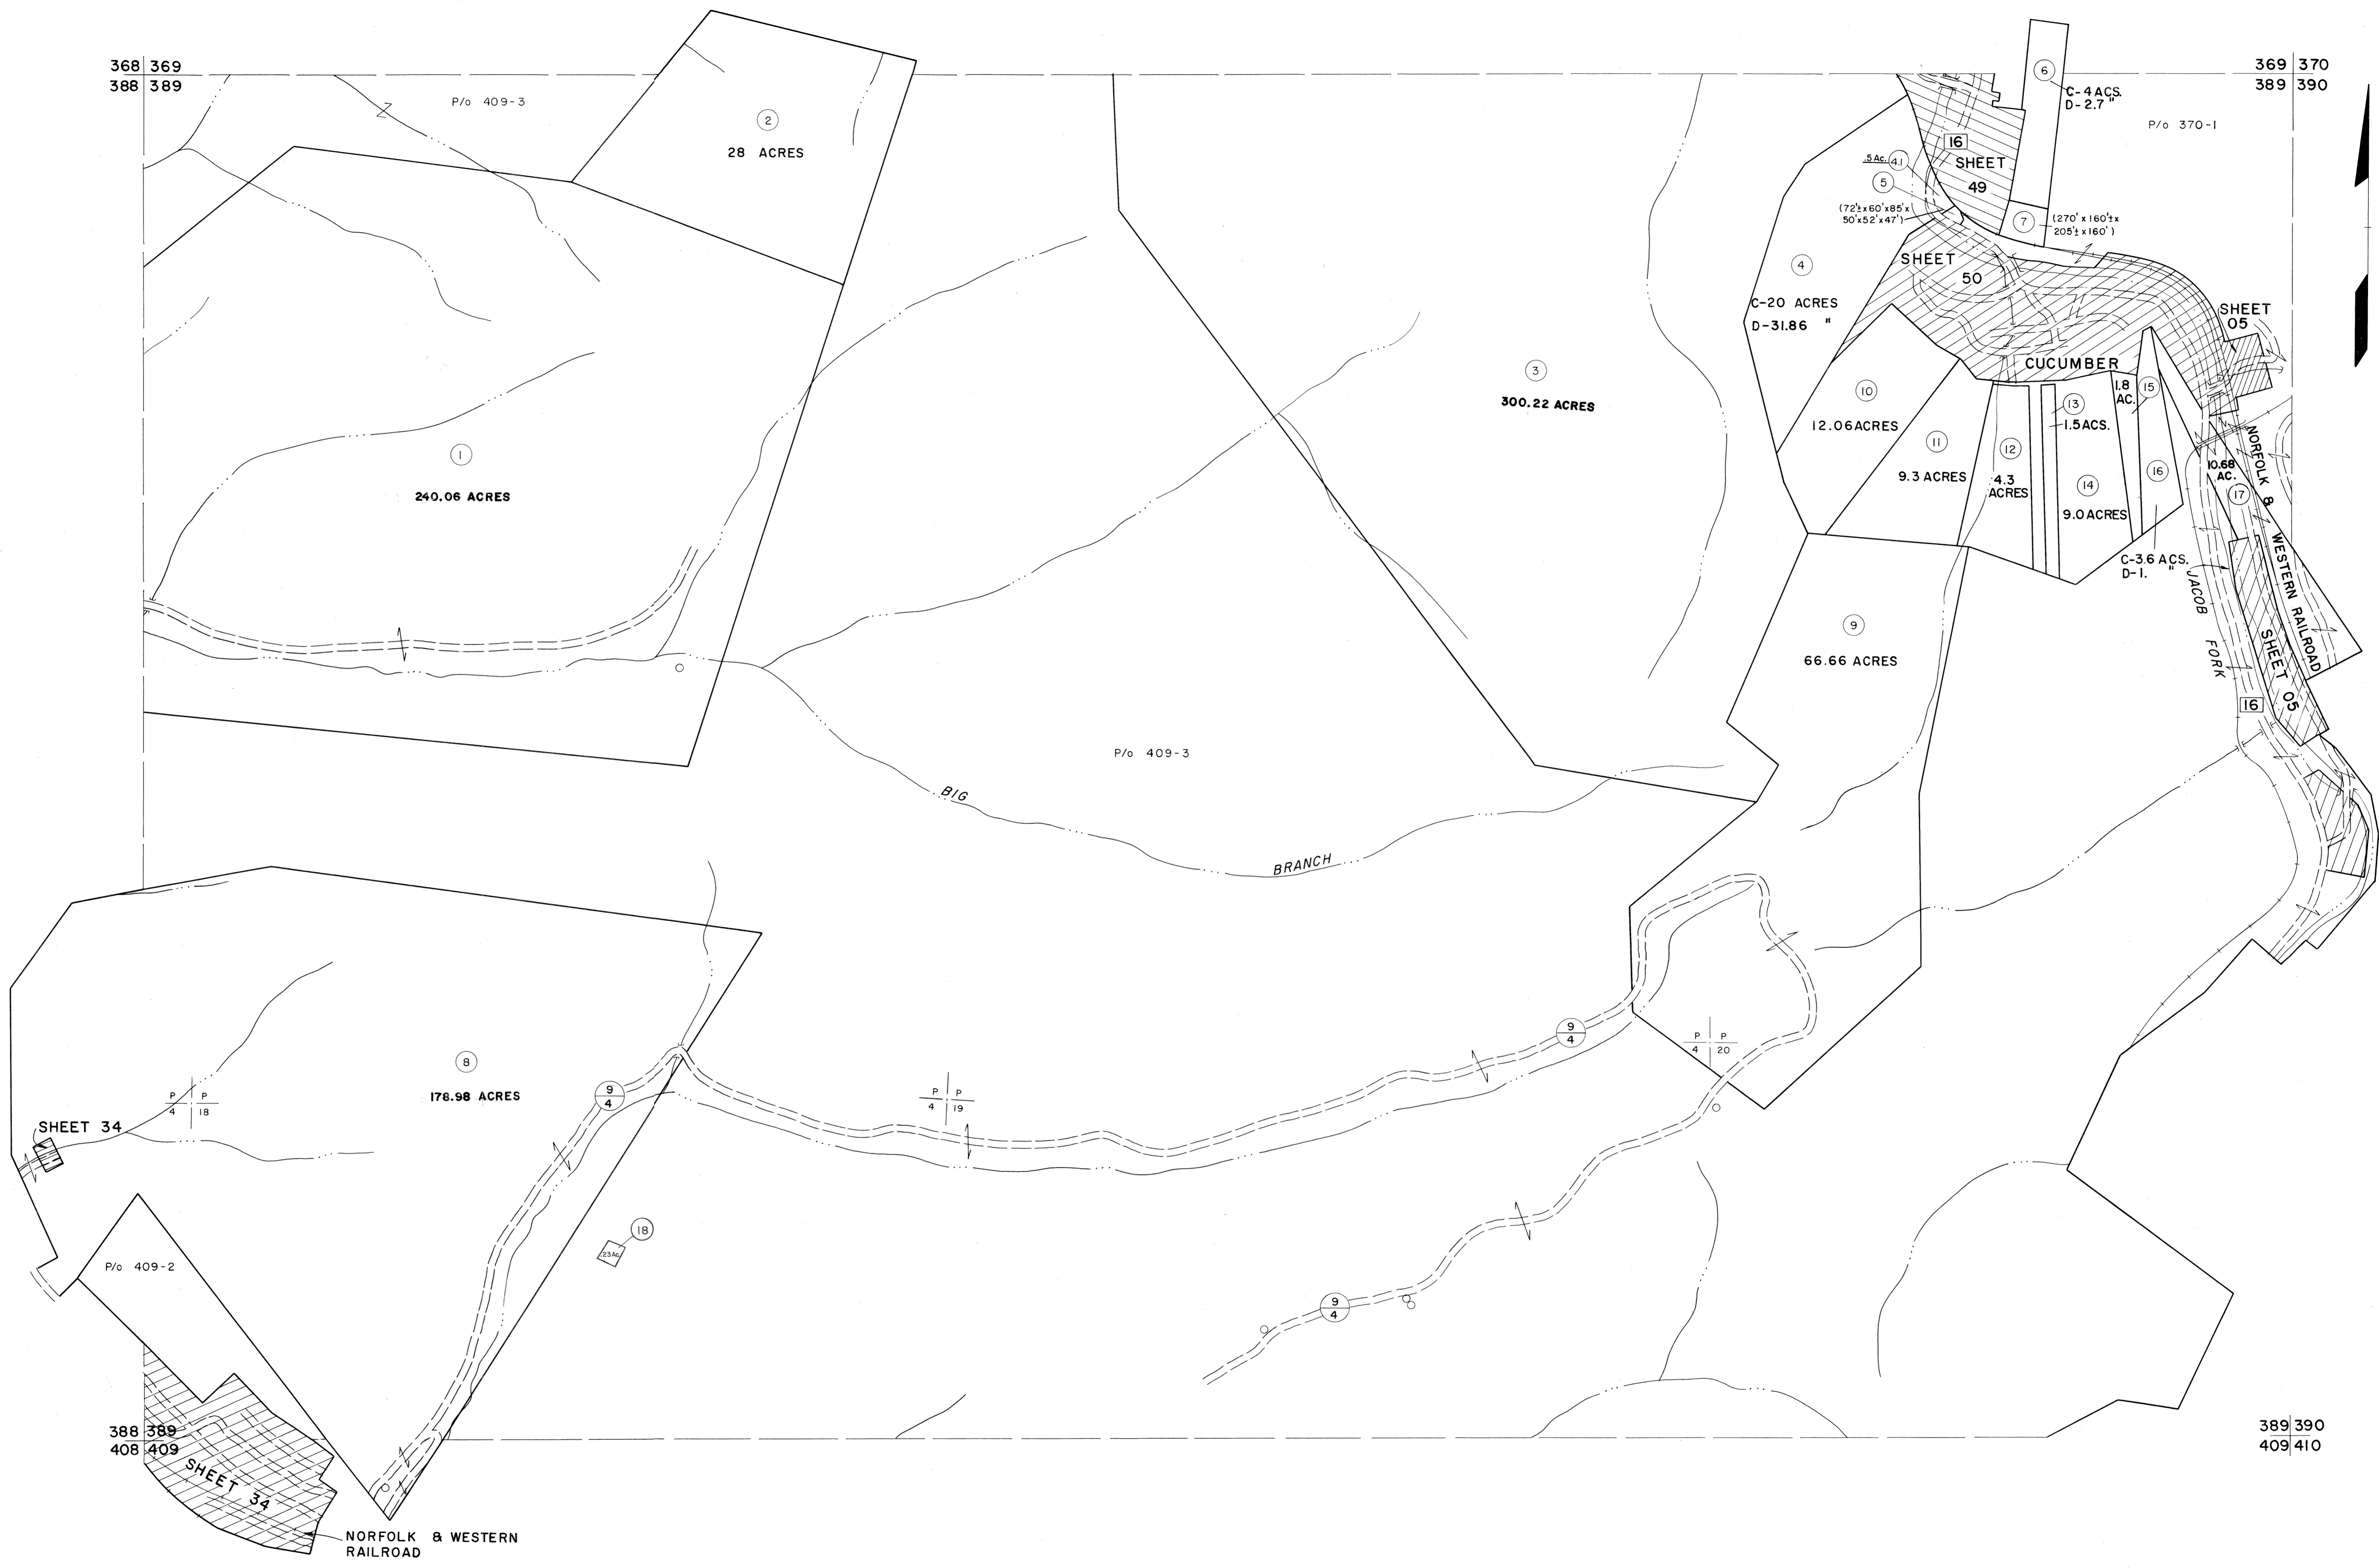 368 369
388 389
P/o 409-3
2
28 ACRES
369 370
389 390
6
C-4 ACS.
D-2.7 "
P/o 370-1
16
SHEET
49
.5 Ac.
4.1
5
(72'± x 60' x 85' x
50' x 52' x 47')
7
(270' x 160'± x
205'± x 160')
4
C-20 ACRES
D-31.86 "
SHEET
50
SHEET
05
CUCUMBER
3
300.22 ACRES
10
12.06 ACRES
11
9.3 ACRES
12
4.3
ACRES
13
1.5 ACS.
1.8
AC.
15
14
9.0 ACRES
16
C-3.6 ACS.
D-1. "
10.68
AC.
17
NORFOLK & WESTERN RAILROAD
JACOB FORK
SHEET 05
16
1
240.06 ACRES
9
66.66 ACRES
P/o 409-3
BIG
BRANCH
8
178.98 ACRES
9
4
9
4
P P
4 18
P P
4 19
P P
4 20
SHEET 34
18
.23 Ac.
P/o 409-2
9
4
388 389
408 409
389 390
409 410
SHEET 34
NORFOLK & WESTERN
RAILROAD